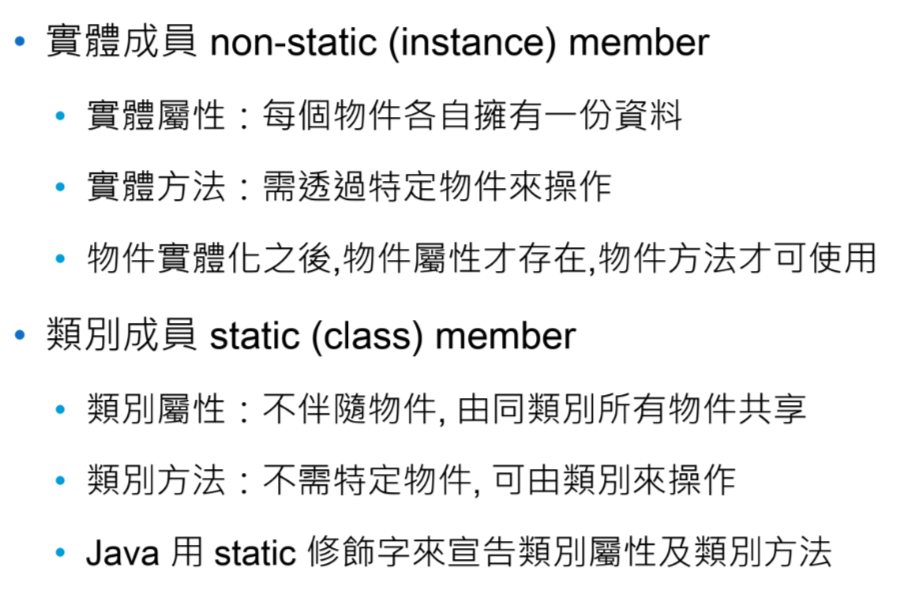 • 實體成員 non-static (instance) member
• 實體屬性：每個物件各自擁有一份資料
• 實體方法：需透過特定物件來操作
• 物件實體化之後,物件屬性才存在,物件方法才可使用
• 類別成員 static (class) member
• 類別屬性：不伴隨物件, 由同類別所有物件共享
• 類別方法：不需特定物件, 可由類別來操作
• Java 用 static 修飾字來宣告類別屬性及類別方法